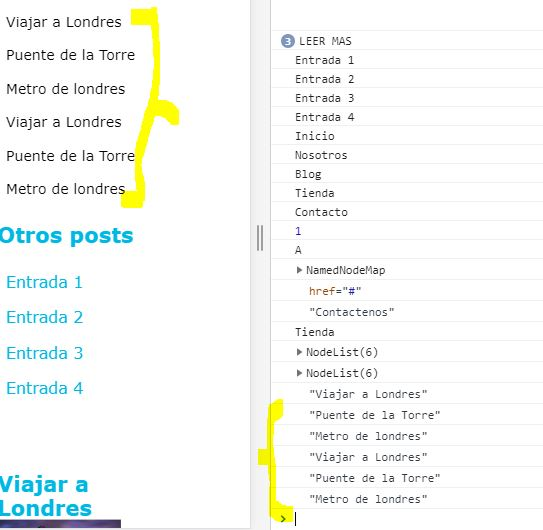 Viajar a Londres
Puente de la Torre
Metro de londres
Viajar a Londres
Puente de la Torre
Metro de londres
Otros posts
Entrada 1
Entrada 2
Entrada 3
Entrada 4
Viajar a
Londres
3 LEER MAS
Entrada 1
Entrada 2
Entrada 3
Entrada 4
Inicio
Nosotros
Blog
Tienda
Contacto
1
A
NamedNodeMap
href="#"
"Contactenos"
Tienda
NodeList(6)
NodeList(6)
"Viajar a Londres"
"Puente de la Torre"
"Metro de londres"
"Viajar a Londres"
"Puente de la Torre"
"Metro de londres"